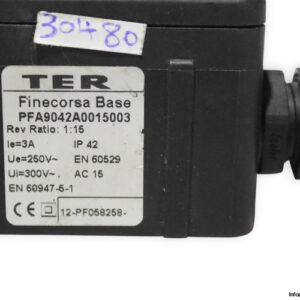 30480
TER
Finecorsa Base
PFA9042A0015003
Rev Ratio: 1:15
Ie=3A IP 42
Ue=250V~ EN 60529
Ui=300V~, AC 15
EN 60947-5-1
CE 12-PF058258-